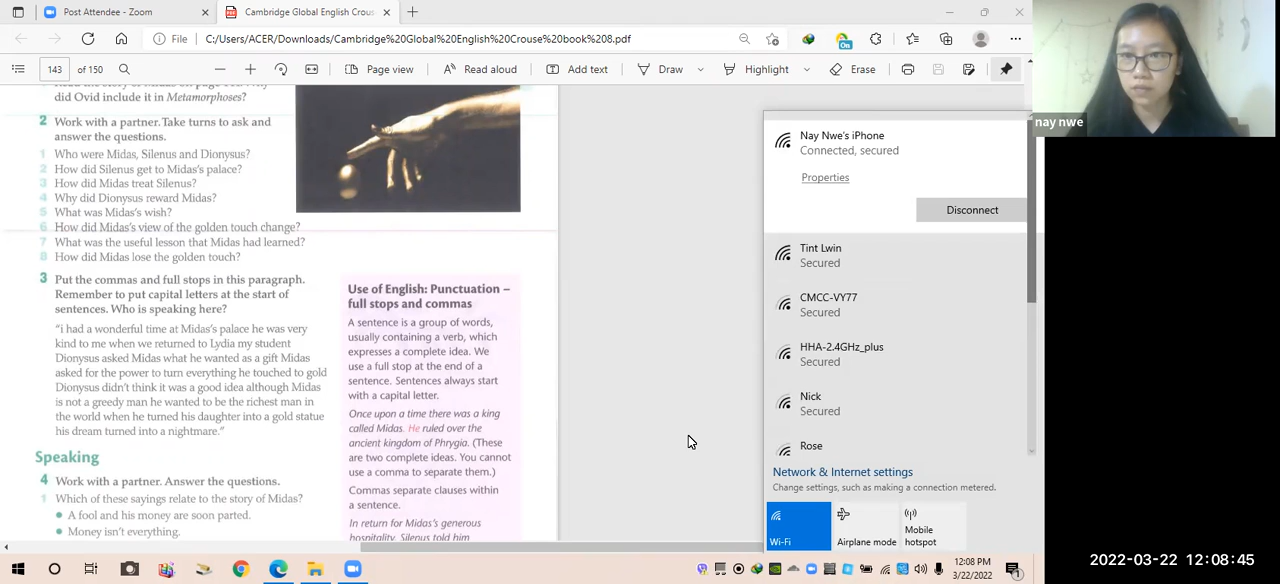 Post Attendee - Zoom
Cambridge Global English Crous
File
C:/Users/ACER/Downloads/Cambridge%20Global%20English%20Crouse%20book%208.pdf
On
143
of 150
Page view
Read aloud
Add text
Draw
Highlight
Erase
did Ovid include it in Metamorphoses?
2 Work with a partner. Take turns to ask and
answer the questions.
1 Who were Midas, Silenus and Dionysus?
2 How did Silenus get to Midas's palace?
3 How did Midas treat Silenus?
4 Why did Dionysus reward Midas?
5 What was Midas's wish?
6 How did Midas's view of the golden touch change?
7 What was the useful lesson that Midas had learned?
8 How did Midas lose the golden touch?
3 Put the commas and full stops in this paragraph.
Remember to put capital letters at the start of
sentences. Who is speaking here?
"i had a wonderful time at Midas's palace he was very
kind to me when we returned to Lydia my student
Dionysus asked Midas what he wanted as a gift Midas
asked for the power to turn everything he touched to gold
Dionysus didn't think it was a good idea although Midas
is not a greedy man he wanted to be the richest man in
the world when he turned his daughter into a gold statue
his dream turned into a nightmare."
Speaking
4 Work with a partner. Answer the questions.
1 Which of these sayings relate to the story of Midas?
• A fool and his money are soon parted.
• Money isn't everything.
Use of English: Punctuation –
full stops and commas
A sentence is a group of words,
usually containing a verb, which
expresses a complete idea. We
use a full stop at the end of a
sentence. Sentences always start
with a capital letter.
Once upon a time there was a king
called Midas. He ruled over the
ancient kingdom of Phrygia. (These
are two complete ideas. You cannot
use a comma to separate them.)
Commas separate clauses within
a sentence.
In return for Midas's generous
hospitality, Silenus told him
Nay Nwe's iPhone
Connected, secured
Properties
Disconnect
Tint Lwin
Secured
CMCC-VY77
Secured
HHA-2.4GHz_plus
Secured
Nick
Secured
Rose
Network & Internet settings
Change settings, such as making a connection metered.
Wi-Fi
Airplane mode
Mobile
hotspot
nay nwe
12:08 PM
3/22/2022
1
2022-03-22 12:08:45